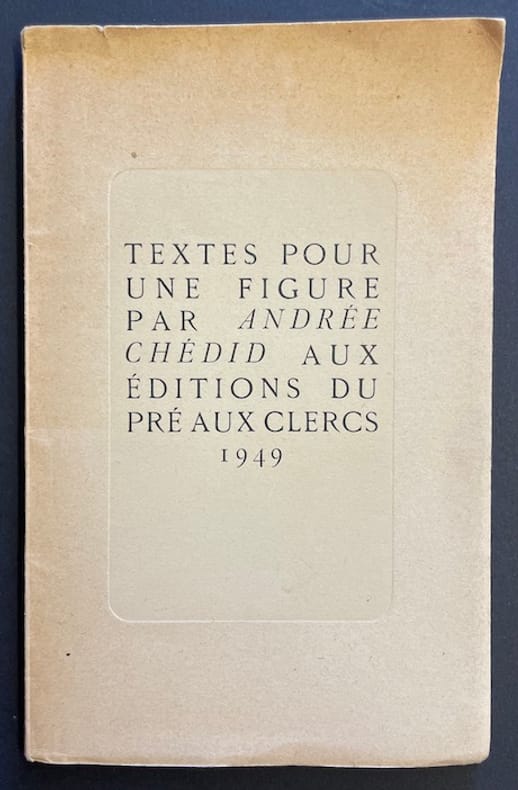 TEXTES POUR
UNE FIGURE
PAR ANDRÉE
CHÉDID AUX
ÉDITIONS DU
PRÉ AUX CLERCS
1949